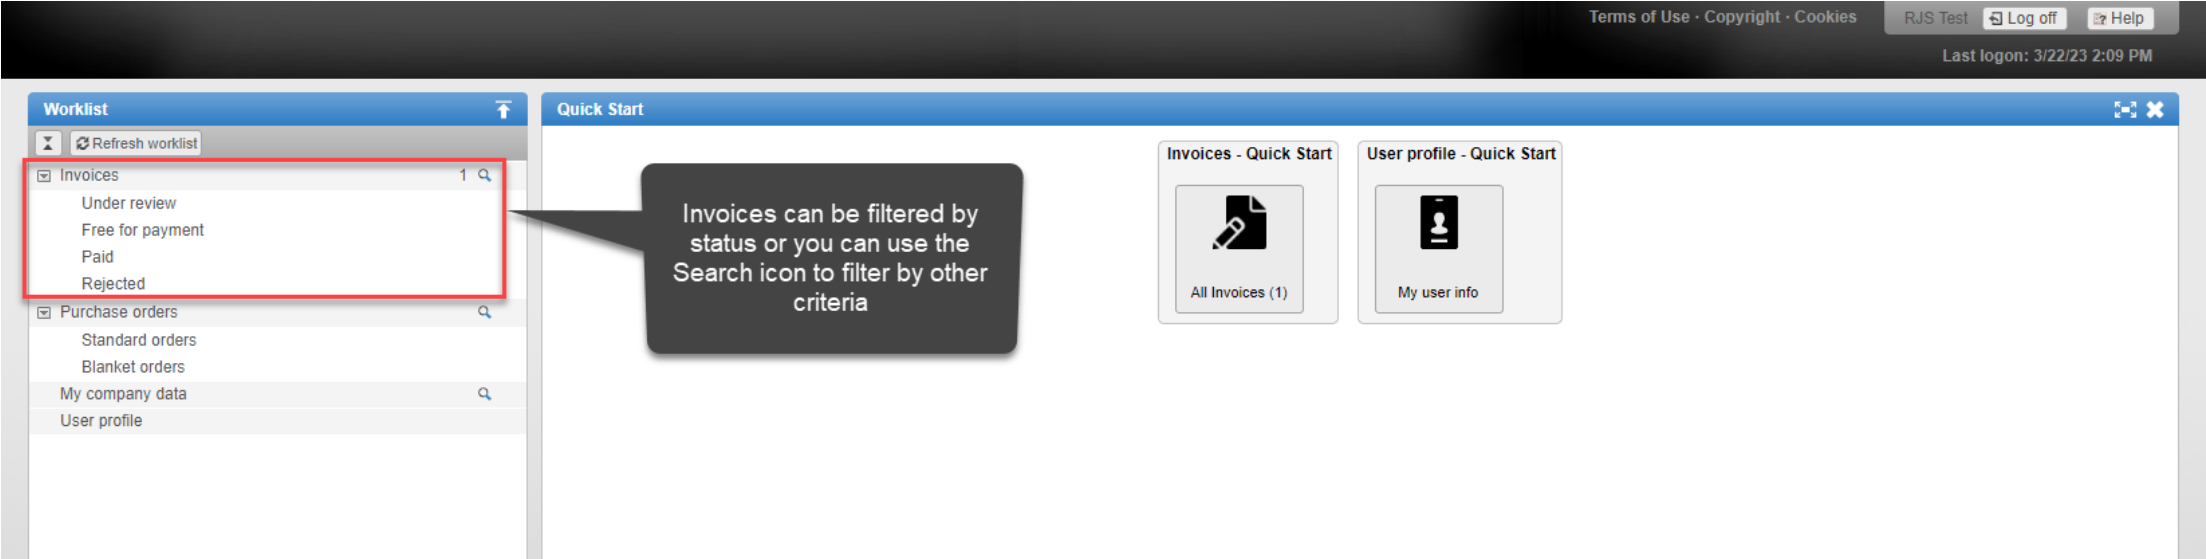 Terms of Use · Copyright · Cookies
RJS Test
Log off
Help
Last logon: 3/22/23 2:09 PM
Worklist
Refresh worklist
Invoices 1
Under review
Free for payment
Paid
Rejected
Purchase orders
Standard orders
Blanket orders
My company data
User profile
Quick Start
Invoices can be filtered by
status or you can use the
Search icon to filter by other
criteria
Invoices - Quick Start
All Invoices (1)
User profile - Quick Start
My user info